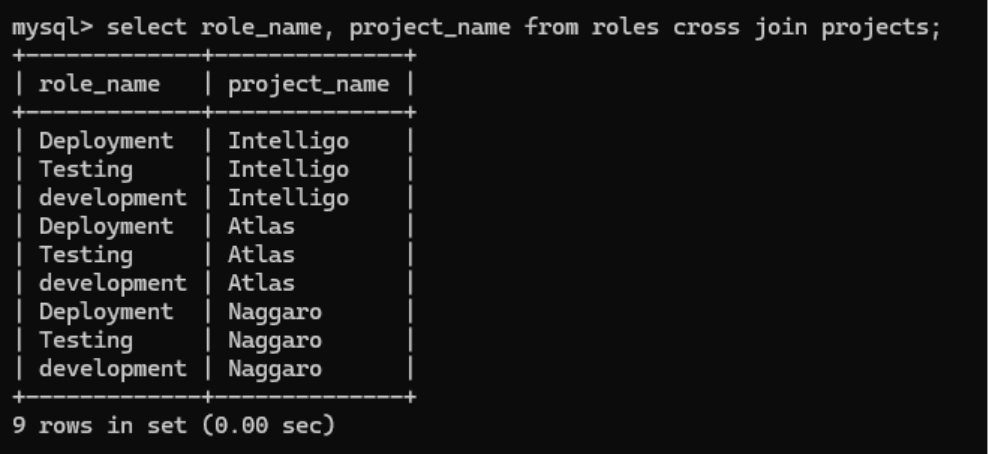 mysql> select role_name, project_name from roles cross join projects;
+-------------+--------------+
| role_name   | project_name |
+-------------+--------------+
| Deployment  | Intelligo    |
| Testing     | Intelligo    |
| development | Intelligo    |
| Deployment  | Atlas        |
| Testing     | Atlas        |
| development | Atlas        |
| Deployment  | Naggaro      |
| Testing     | Naggaro      |
| development | Naggaro      |
+-------------+--------------+
9 rows in set (0.00 sec)